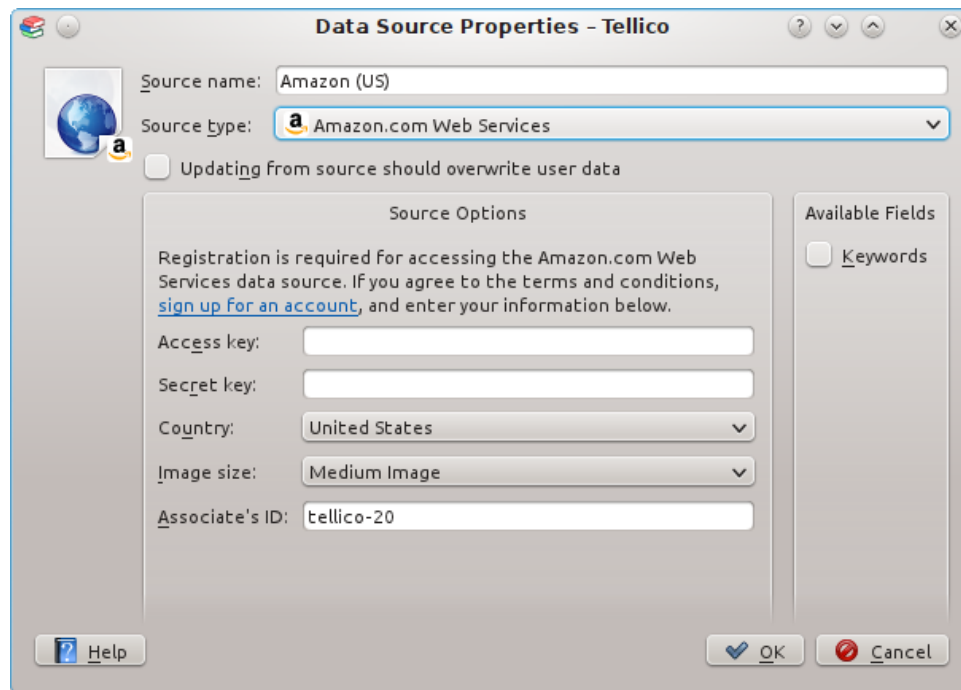 Data Source Properties – Tellico
Source name: Amazon (US)
Source type: Amazon.com Web Services
Updating from source should overwrite user data
Source Options
Registration is required for accessing the Amazon.com Web
Services data source. If you agree to the terms and conditions,
sign up for an account, and enter your information below.
Access key:
Secret key:
Country: United States
Image size: Medium Image
Associate's ID: tellico-20
Available Fields
Keywords
Help
OK
Cancel